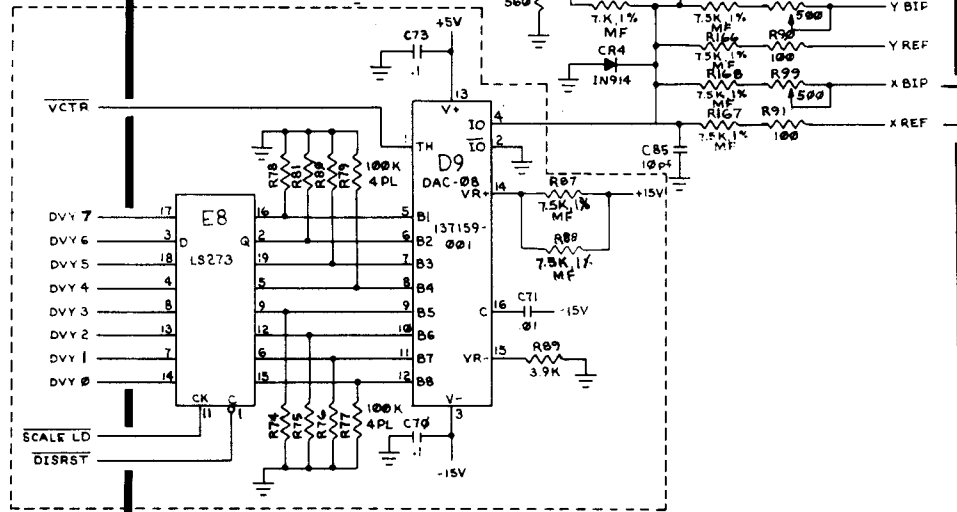 560
7.K,1%
MF
7.5K,1%
MF
500
Y BIP
R166
7.5K,1%
MF
R90
100
Y REF
R168
7.5K,1%
MF
R99
500
X BIP
R167
7.5K,1%
MF
R91
100
X REF
CR4
IN914
C85
10pf
+5V
C73
.1
VCTR
13
V+
1
TH
4
IO
2
IO
D9
DAC-08
137159-
001
14
VR+
R87
7.5K,1%
MF
+15V
R88
7.5K,1%
MF
16
C
C71
.01
-15V
15
VR-
R89
3.9K
V-
3
-15V
C70
.1
R78
R81
R80
R79
100K
4PL
R74
R75
R76
R77
100K
4PL
E8
LS273
D
Q
CK
11
C
1
DVY 7 17 16 5 B1
DVY 6 3 2 6 B2
DVY 5 18 19 7 B3
DVY 4 4 5 8 B4
DVY 3 8 9 9 B5
DVY 2 13 12 10 B6
DVY 1 7 6 11 B7
DVY 0 14 15 12 B8
SCALE LD
DISRST